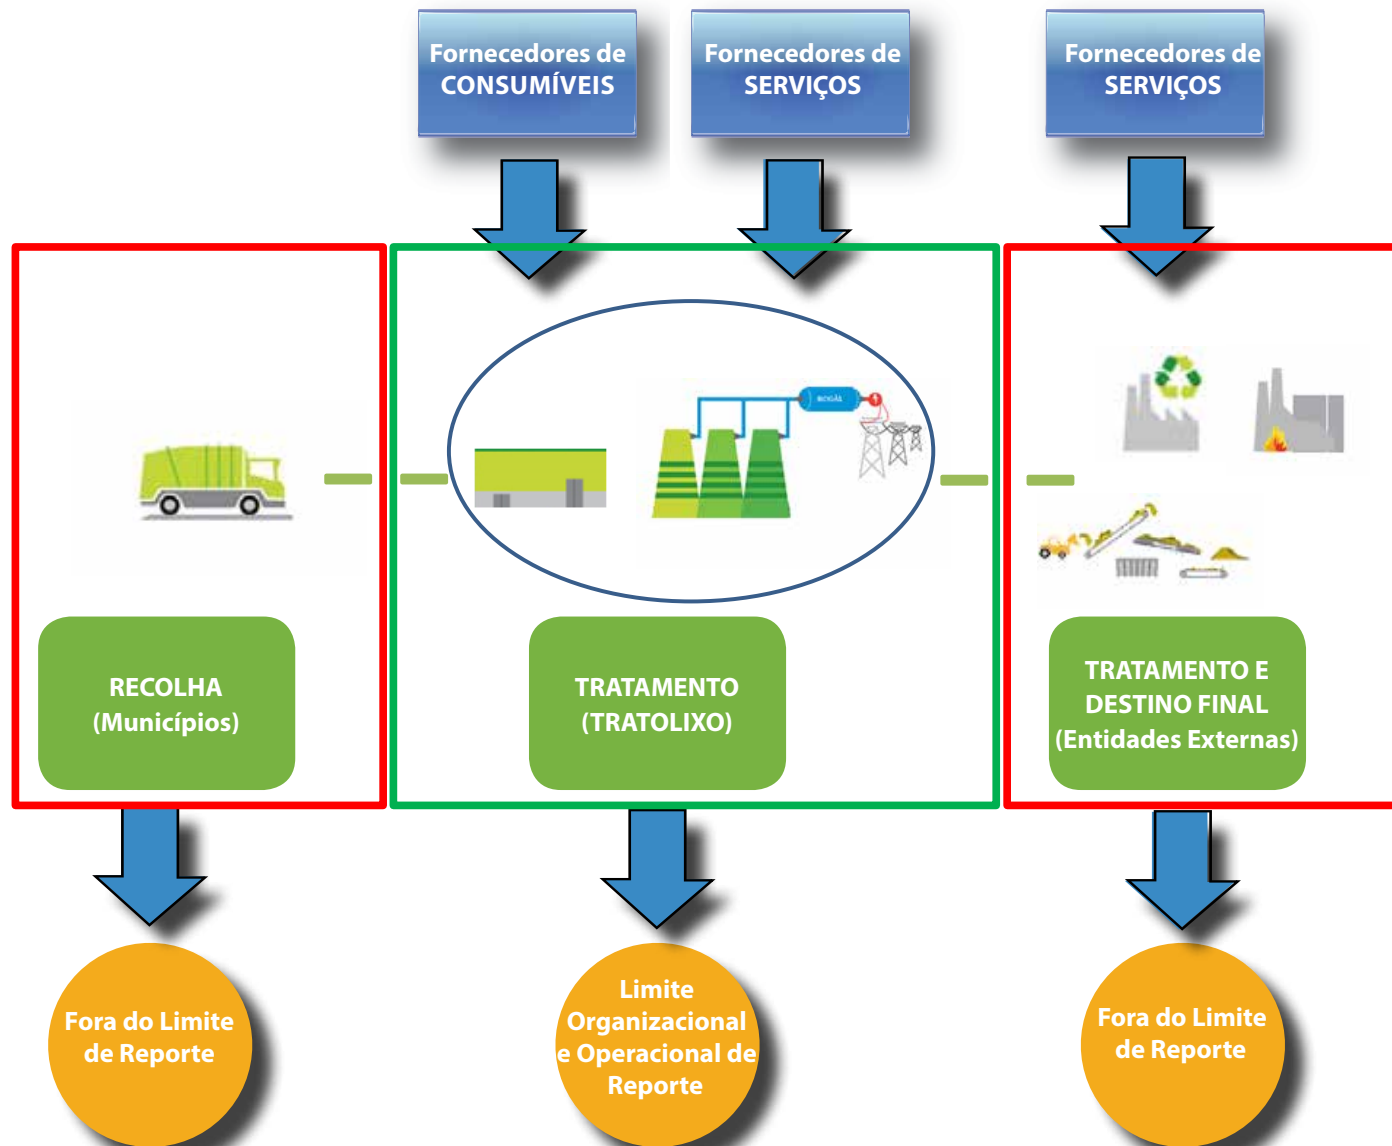 Fornecedores de
CONSUMÍVEIS
Fornecedores de
SERVIÇOS
Fornecedores de
SERVIÇOS
BIOGÁS
RECOLHA
(Municípios)
TRATAMENTO
(TRATOLIXO)
TRATAMENTO E
DESTINO FINAL
(Entidades Externas)
Fora do Limite
de Reporte
Limite
Organizacional
e Operacional de
Reporte
Fora do Limite
de Reporte